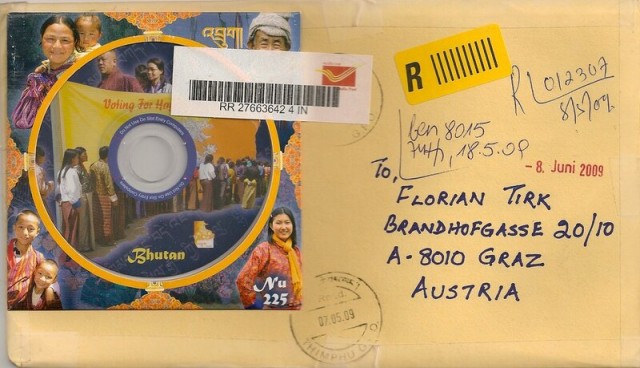 འབྲུག
Voting For Ha
Bhutan
Nu
225
RR 27663642 4 IN
R
R 012307
8/5/09
ben 8015
18.5.09
- 8. Juni 2009
To,
FLORIAN TIRK
BRANDHOFGASSE 20/10
A-8010 GRAZ
AUSTRIA
07.05.09
THIMPHU G.P.O